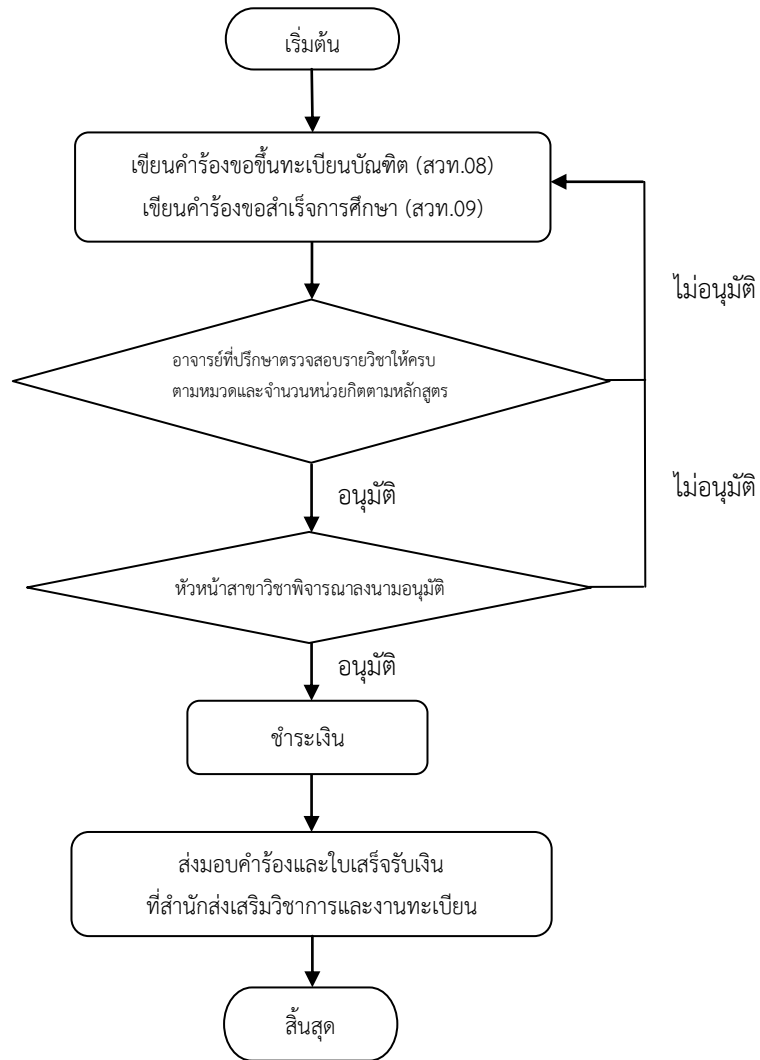 เริ่มต้น
เขียนคำร้องขอขึ้นทะเบียนบัณฑิต (สวท.08)
เขียนคำร้องขอสำเร็จการศึกษา (สวท.09)
ไม่อนุมัติ
อาจารย์ที่ปรึกษาตรวจสอบรายวิชาให้ครบ
ตามหมวดและจำนวนหน่วยกิตตามหลักสูตร
อนุมัติ
ไม่อนุมัติ
หัวหน้าสาขาวิชาพิจารณาลงนามอนุมัติ
อนุมัติ
ชำระเงิน
ส่งมอบคำร้องและใบเสร็จรับเงิน
ที่สำนักส่งเสริมวิชาการและงานทะเบียน
สิ้นสุด